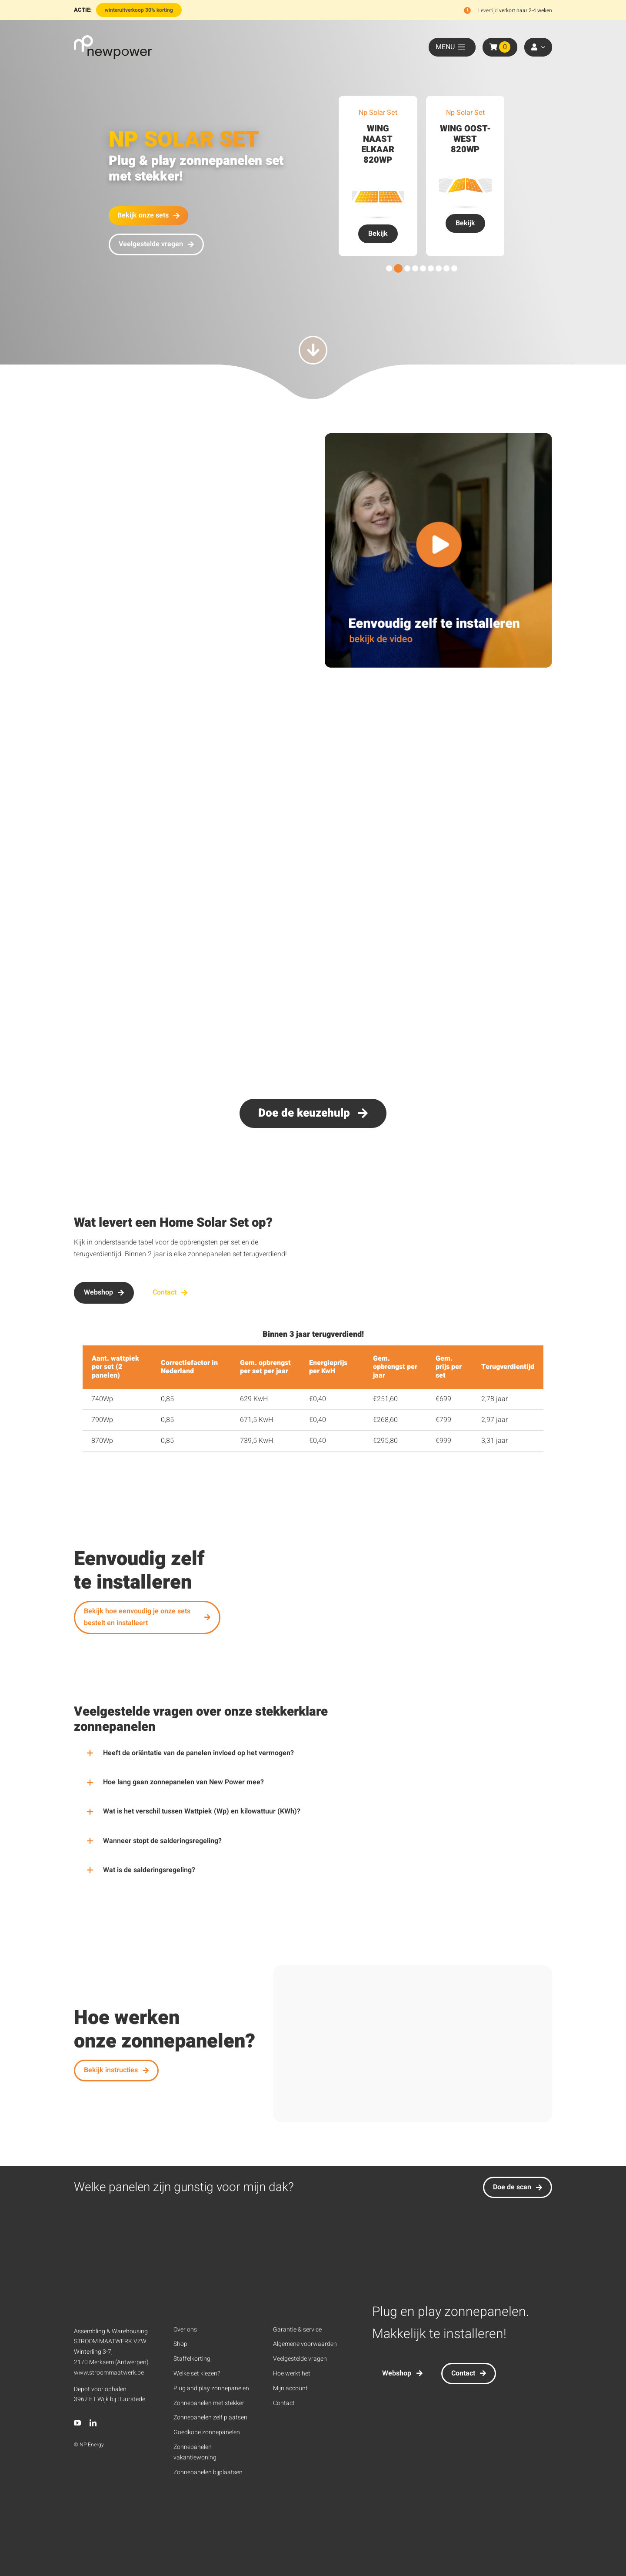 ACTIE: winteruitverkoop 30% korting
Levertijd verkort naar 2-4 weken
newpower
MENU
0
NP SOLAR SET
Plug & play zonnepanelen set
met stekker!
Bekijk onze sets
Veelgestelde vragen
Np Solar Set
WING
NAAST
ELKAAR
820WP
Bekijk
Np Solar Set
WING OOST-
WEST
820WP
Bekijk
Eenvoudig zelf te installeren
bekijk de video
Doe de keuzehulp
Wat levert een Home Solar Set op?
Kijk in onderstaande tabel voor de opbrengsten per set en de
terugverdientijd. Binnen 2 jaar is elke zonnepanelen set terugverdiend!
Webshop
Contact
Binnen 3 jaar terugverdiend!
Aant. wattpiek per set (2 panelen) Correctiefactor in Nederland Gem. opbrengst per set per jaar Energieprijs per KwH Gem. opbrengst per jaar Gem. prijs per set Terugverdientijd
740Wp 0,85 629 KwH €0,40 €251,60 €699 2,78 jaar
790Wp 0,85 671,5 KwH €0,40 €268,60 €799 2,97 jaar
870Wp 0,85 739,5 KwH €0,40 €295,80 €999 3,31 jaar
Eenvoudig zelf
te installeren
Bekijk hoe eenvoudig je onze sets
bestelt en installeert
Veelgestelde vragen over onze stekkerklare
zonnepanelen
Heeft de oriëntatie van de panelen invloed op het vermogen?
Hoe lang gaan zonnepanelen van New Power mee?
Wat is het verschil tussen Wattpiek (Wp) en kilowattuur (KWh)?
Wanneer stopt de salderingsregeling?
Wat is de salderingsregeling?
Hoe werken
onze zonnepanelen?
Bekijk instructies
Welke panelen zijn gunstig voor mijn dak?
Doe de scan
Assembling & Warehousing
STROOM MAATWERK VZW
Winterling 3-7,
2170 Merksem (Antwerpen)
www.stroommaatwerk.be
Depot voor ophalen
3962 ET Wijk bij Duurstede
© NP.Energy
Over ons
Shop
Staffelkorting
Welke set kiezen?
Plug and play zonnepanelen
Zonnepanelen met stekker
Zonnepanelen zelf plaatsen
Goedkope zonnepanelen
Zonnepanelen
vakantiewoning
Zonnepanelen bijplaatsen
Garantie & service
Algemene voorwaarden
Veelgestelde vragen
Hoe werkt het
Mijn account
Contact
Plug en play zonnepanelen.
Makkelijk te installeren!
Webshop
Contact